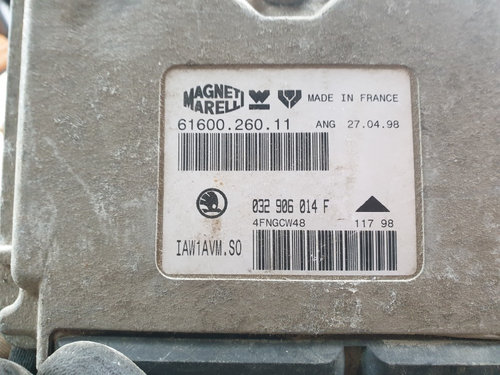 MAGNETI MARELLI MADE IN FRANCE
61600.260.11 ANG 27.04.98
032 906 014 F
4FNGCW48 117 98
IAW1AVM.SO